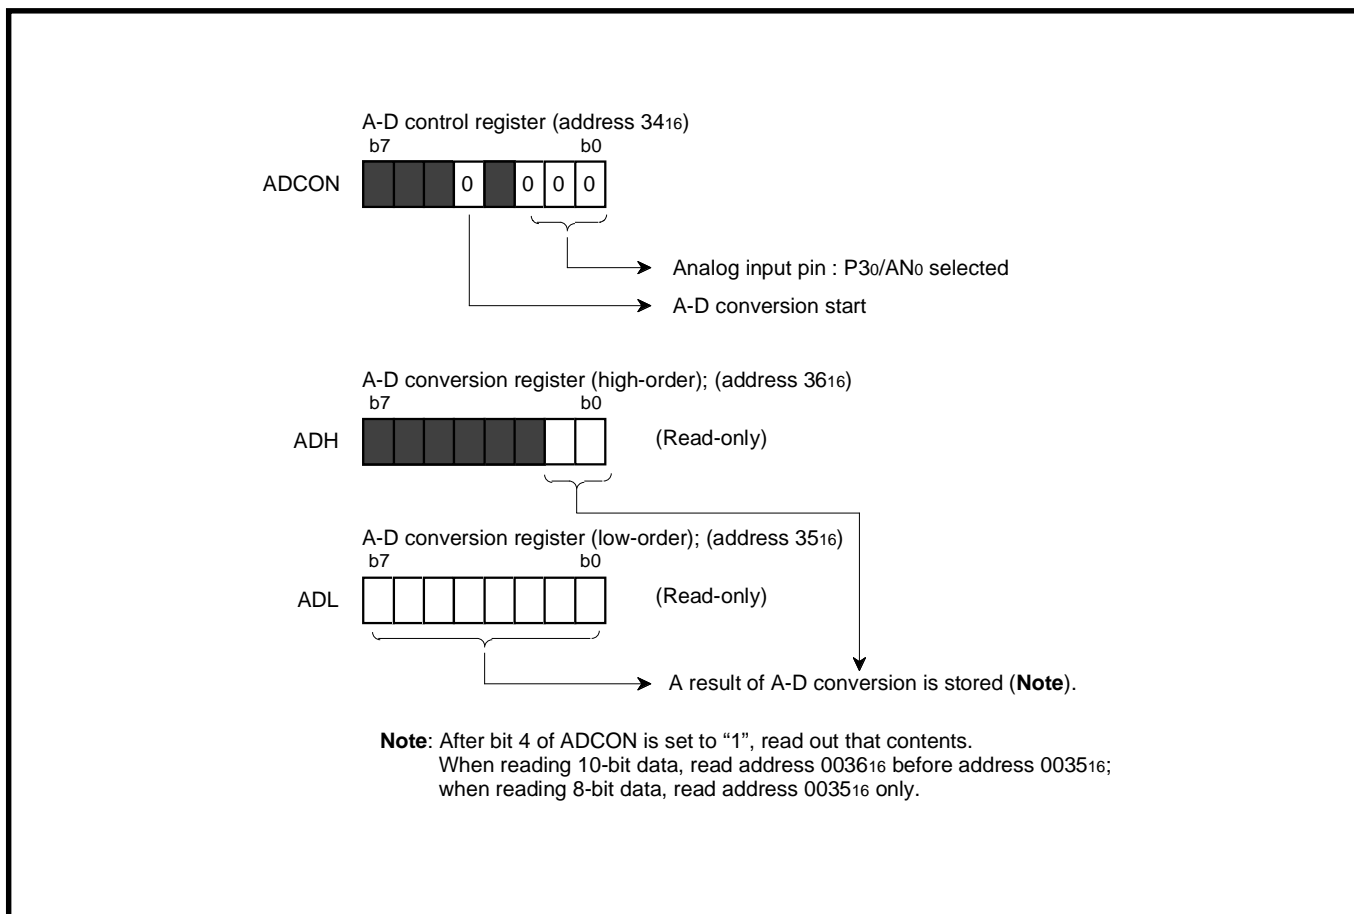 A-D control register (address 34₁₆)
b7 b0
ADCON 0 0 0 0
Analog input pin : P3₀/AN₀ selected
A-D conversion start
A-D conversion register (high-order); (address 36₁₆)
b7 b0
ADH (Read-only)
A-D conversion register (low-order); (address 35₁₆)
b7 b0
ADL (Read-only)
A result of A-D conversion is stored (Note).
Note: After bit 4 of ADCON is set to “1”, read out that contents.
When reading 10-bit data, read address 0036₁₆ before address 0035₁₆;
when reading 8-bit data, read address 0035₁₆ only.